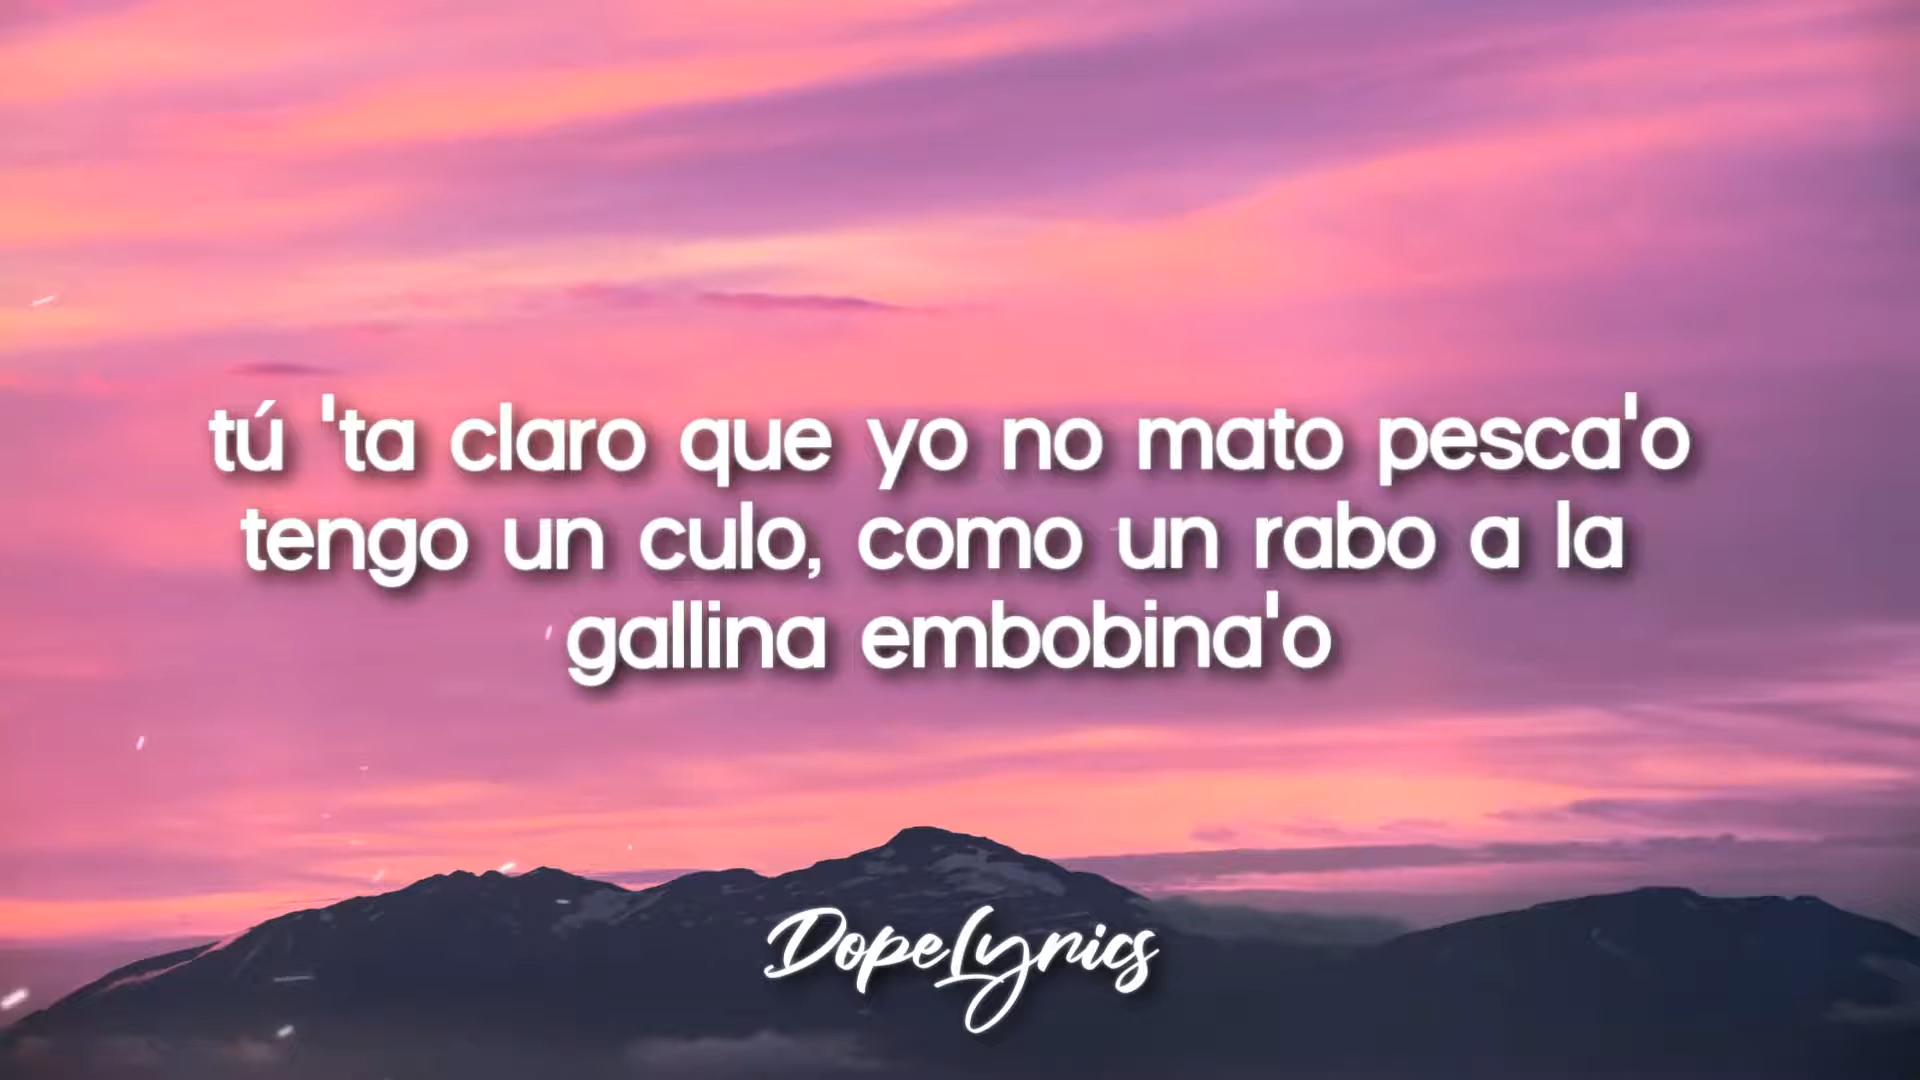 tú 'ta claro que yo no mato pesca'o
tengo un culo, como un rabo a la
gallina embobina'o
DopeLyrics